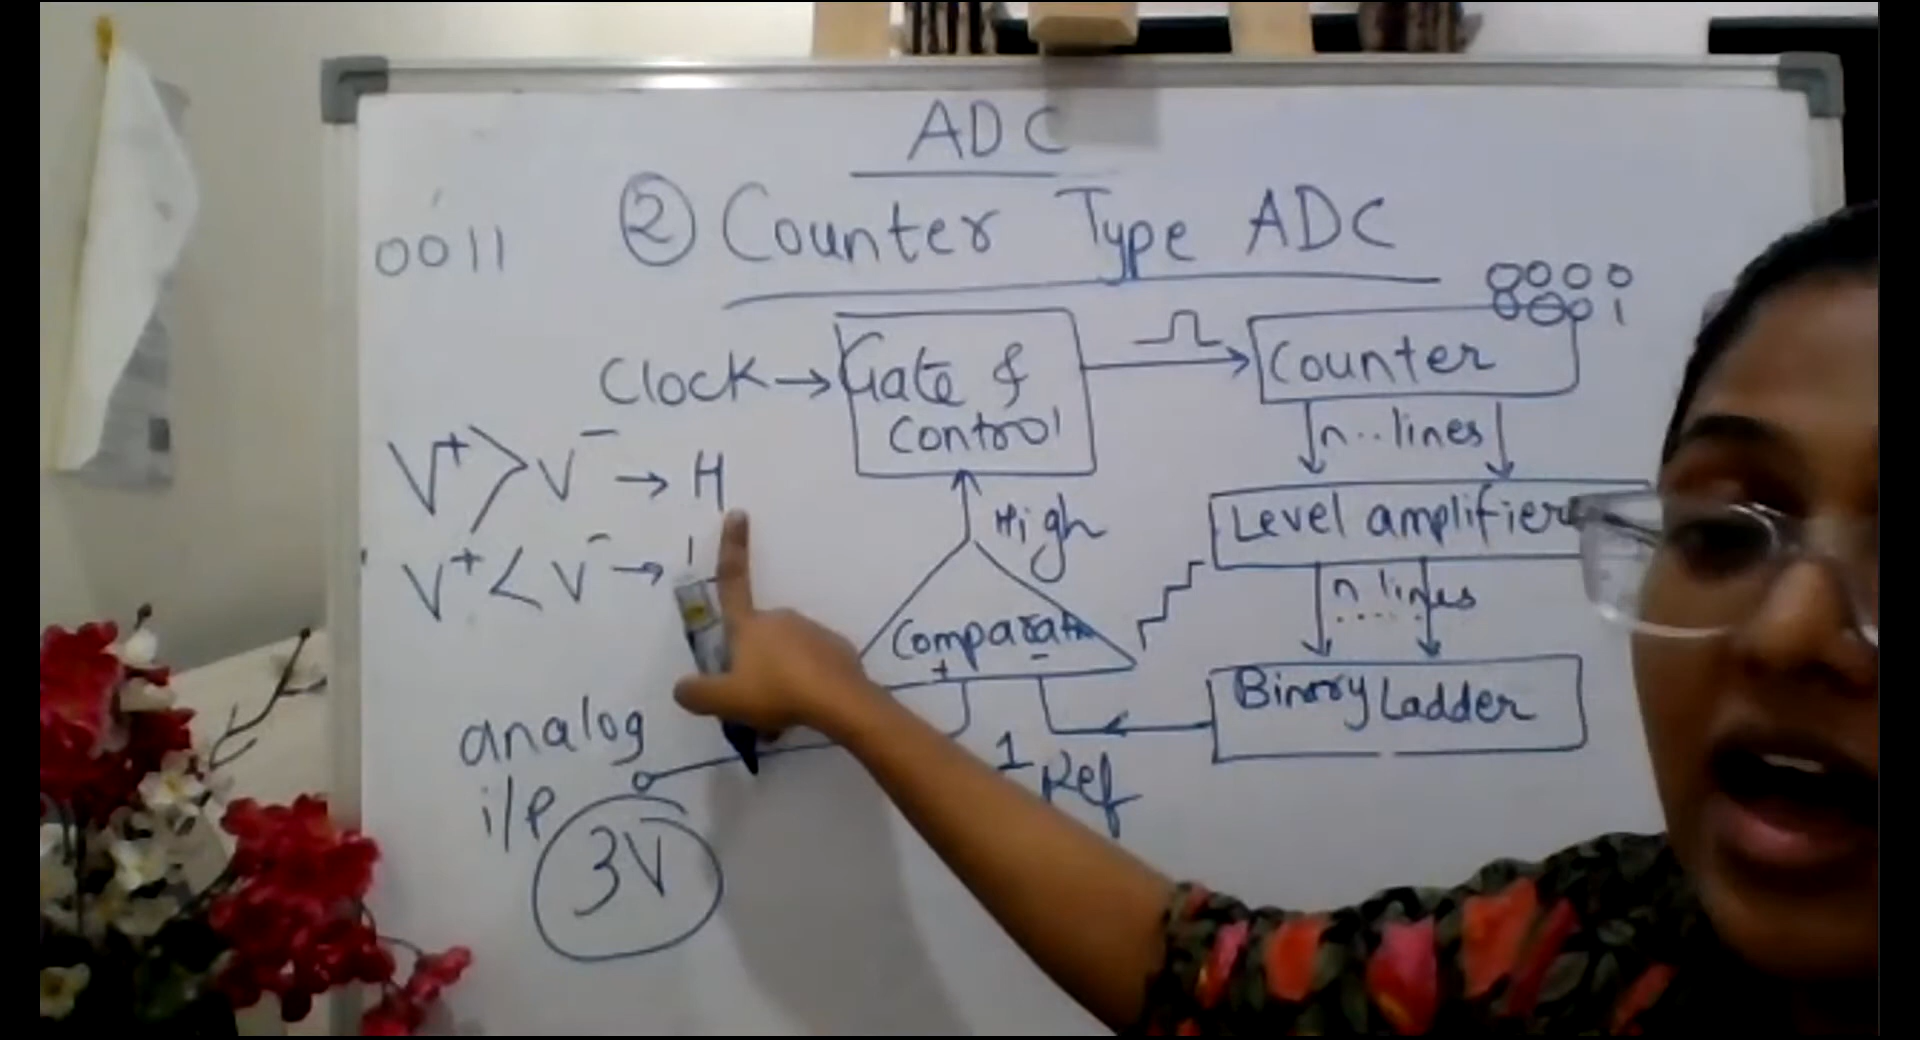 ADC
0011
② Counter Type ADC
0000
0001
Clock → Gate &
control
Counter
n..lines
V⁺ > V⁻ → H
High
Level amplifier
V⁺ < V⁻ →
n lines
+
-
Binary Ladder
analog
i/p
1
Ref
3V